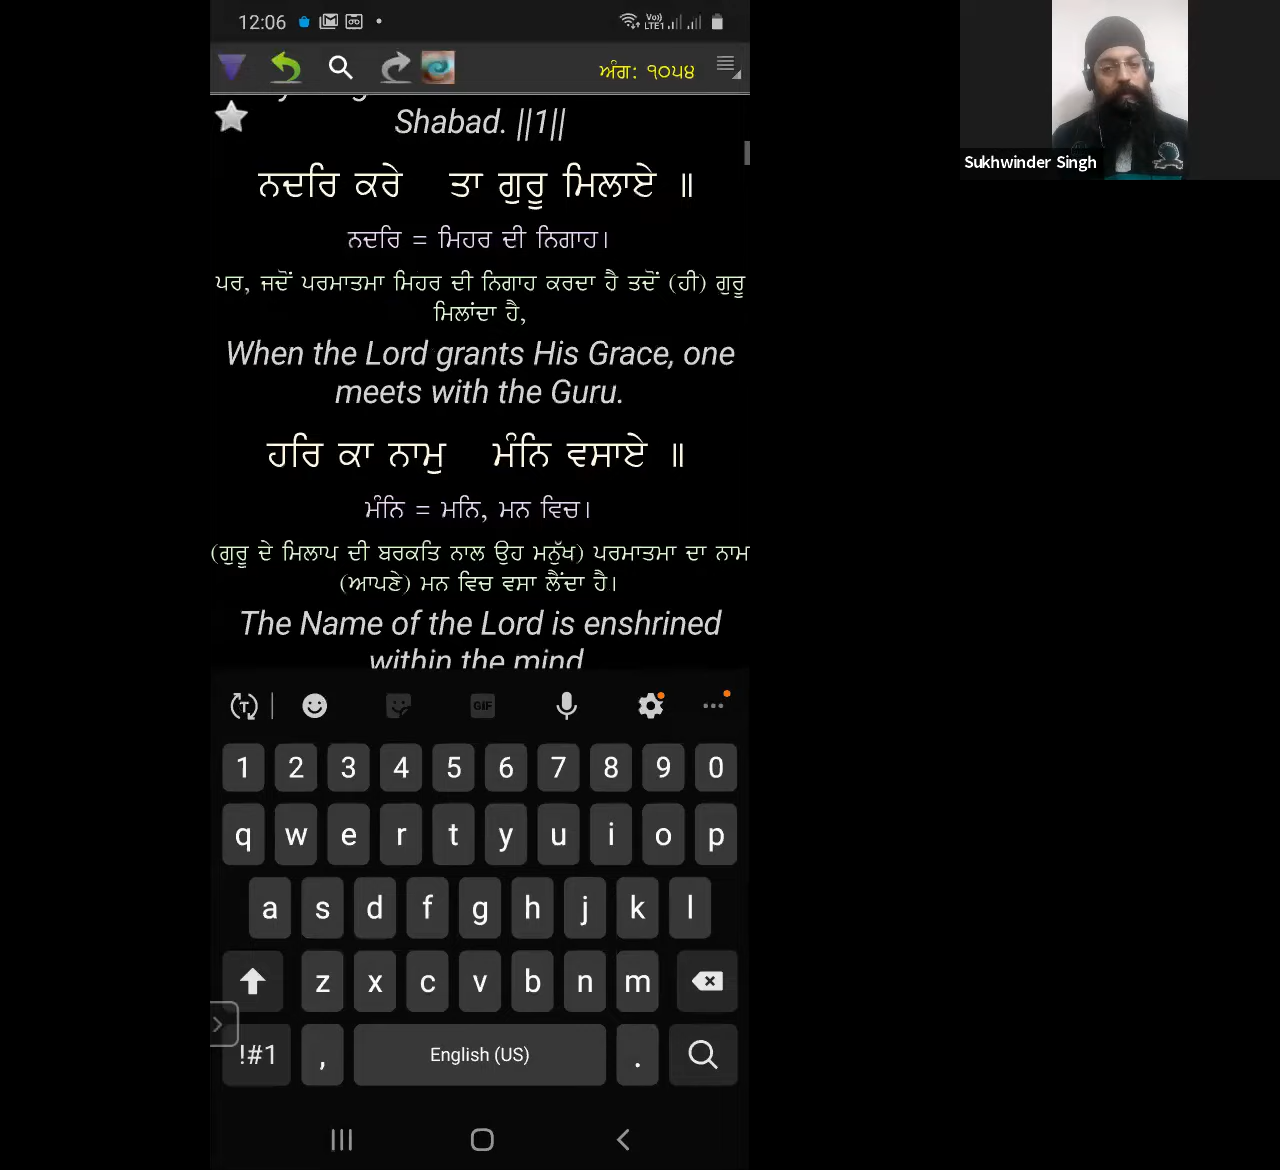 12:06
Vo))
LTE1
ਅੰਗ: ੧੦੫੪
Shabad. ||1||
ਨਦਰਿ ਕਰੇ ਤਾ ਗੁਰੂ ਮਿਲਾਏ ॥
ਨਦਰਿ = ਮਿਹਰ ਦੀ ਨਿਗਾਹ।
ਪਰ, ਜਦੋਂ ਪਰਮਾਤਮਾ ਮਿਹਰ ਦੀ ਨਿਗਾਹ ਕਰਦਾ ਹੈ ਤਦੋਂ (ਹੀ) ਗੁਰੂ
ਮਿਲਾਂਦਾ ਹੈ,
When the Lord grants His Grace, one
meets with the Guru.
ਹਰਿ ਕਾ ਨਾਮੁ ਮੰਨਿ ਵਸਾਏ ॥
ਮੰਨਿ = ਮਨਿ, ਮਨ ਵਿਚ।
(ਗੁਰੂ ਦੇ ਮਿਲਾਪ ਦੀ ਬਰਕਤਿ ਨਾਲ ਉਹ ਮਨੁੱਖ) ਪਰਮਾਤਮਾ ਦਾ ਨਾਮ
(ਆਪਣੇ) ਮਨ ਵਿਚ ਵਸਾ ਲੈਂਦਾ ਹੈ।
The Name of the Lord is enshrined
within the mind
GIF
1 2 3 4 5 6 7 8 9 0
q w e r t y u i o p
a s d f g h j k l
z x c v b n m
!#1 , English (US) .
Sukhwinder Singh